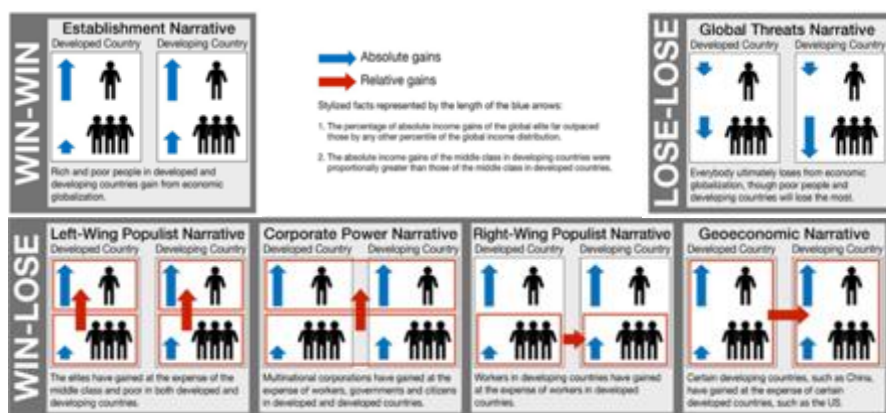 WIN-WIN
Establishment Narrative
Developed Country Developing Country
Rich and poor people in developed and
developing countries gain from economic
globalization.
Absolute gains
Relative gains
Stylized facts represented by the length of the blue arrows:
1. The percentage of absolute income gains of the global elite far outpaced
those by any other percentile of the global income distribution.
2. The absolute income gains of the middle class in developing countries were
proportionally greater than those of the middle class in developed countries.
LOSE-LOSE
Global Threats Narrative
Developed Country Developing Country
Everybody ultimately loses from economic
globalization, though poor people and
developing countries will lose the most.
WIN-LOSE
Left-Wing Populist Narrative
Developed Country Developing Country
The elites have gained at the expense of the
middle class and poor in both developed and
developing countries.
Corporate Power Narrative
Developed Country Developing Country
Multinational corporations have gained at the
expense of workers, governments and citizens
in developed and developed countries.
Right-Wing Populist Narrative
Developed Country Developing Country
Workers in developing countries have gained
at the expense of workers in developed
countries.
Geoeconomic Narrative
Developed Country Developing Country
Certain developing countries, such as China,
have gained at the expense of certain
developed countries, such as the US.